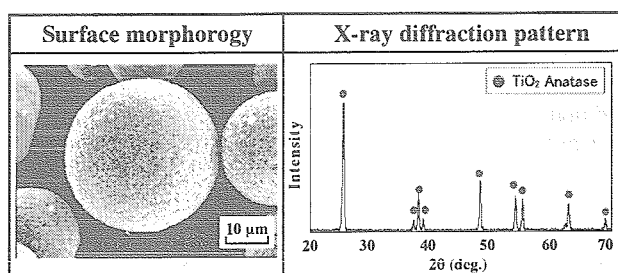 Surface morphorogy
X-ray diffraction pattern
10 µm
TiO₂ Anatase
Intensity
20 30 40 50 60 70
2θ (deg.)